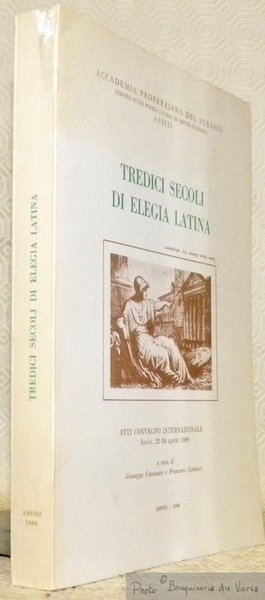 ACCADEMIA PROPERZIANA DEL SUBASIO
ASSISI
TREDICI SECOLI
DI ELEGIA LATINA
ATTI CONVEGNO INTERNAZIONALE
Assisi, 22-24 aprile 1988
a cura di
Giuseppe Catanzaro e Francesco Santucci
ASSISI - 1989
TREDICI SECOLI DI ELEGIA LATINA
ASSISI
1989
Photo © Bouquinerie du Varis